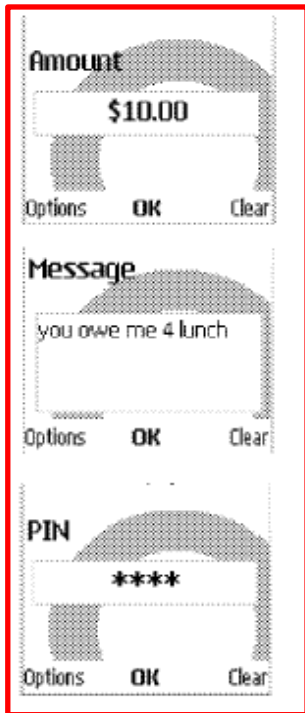 Amount
$10.00
Options OK Clear
Message
you owe me 4 lunch
Options OK Clear
PIN
****
Options OK Clear